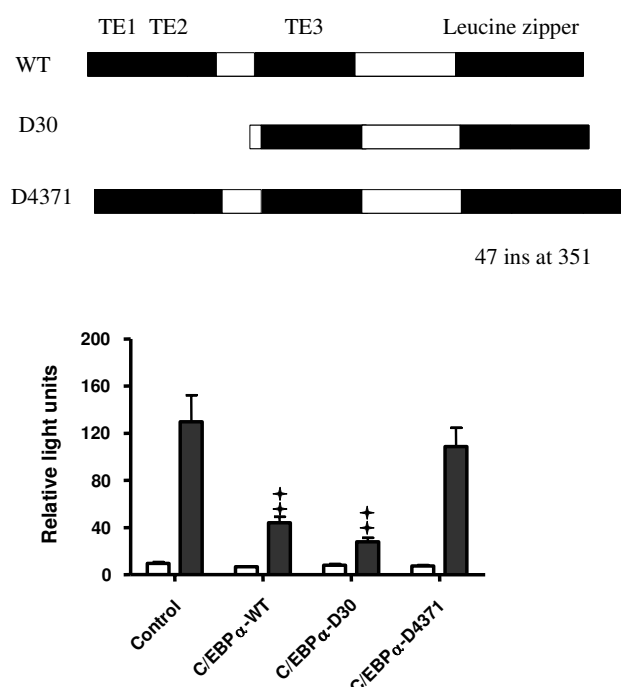 TE1 TE2 TE3 Leucine zipper
WT
D30
D4371
47 ins at 351
200
160
120
80
40
0
Relative light units
Control
C/EBPα-WT
C/EBPα-D30
C/EBPα-D4371